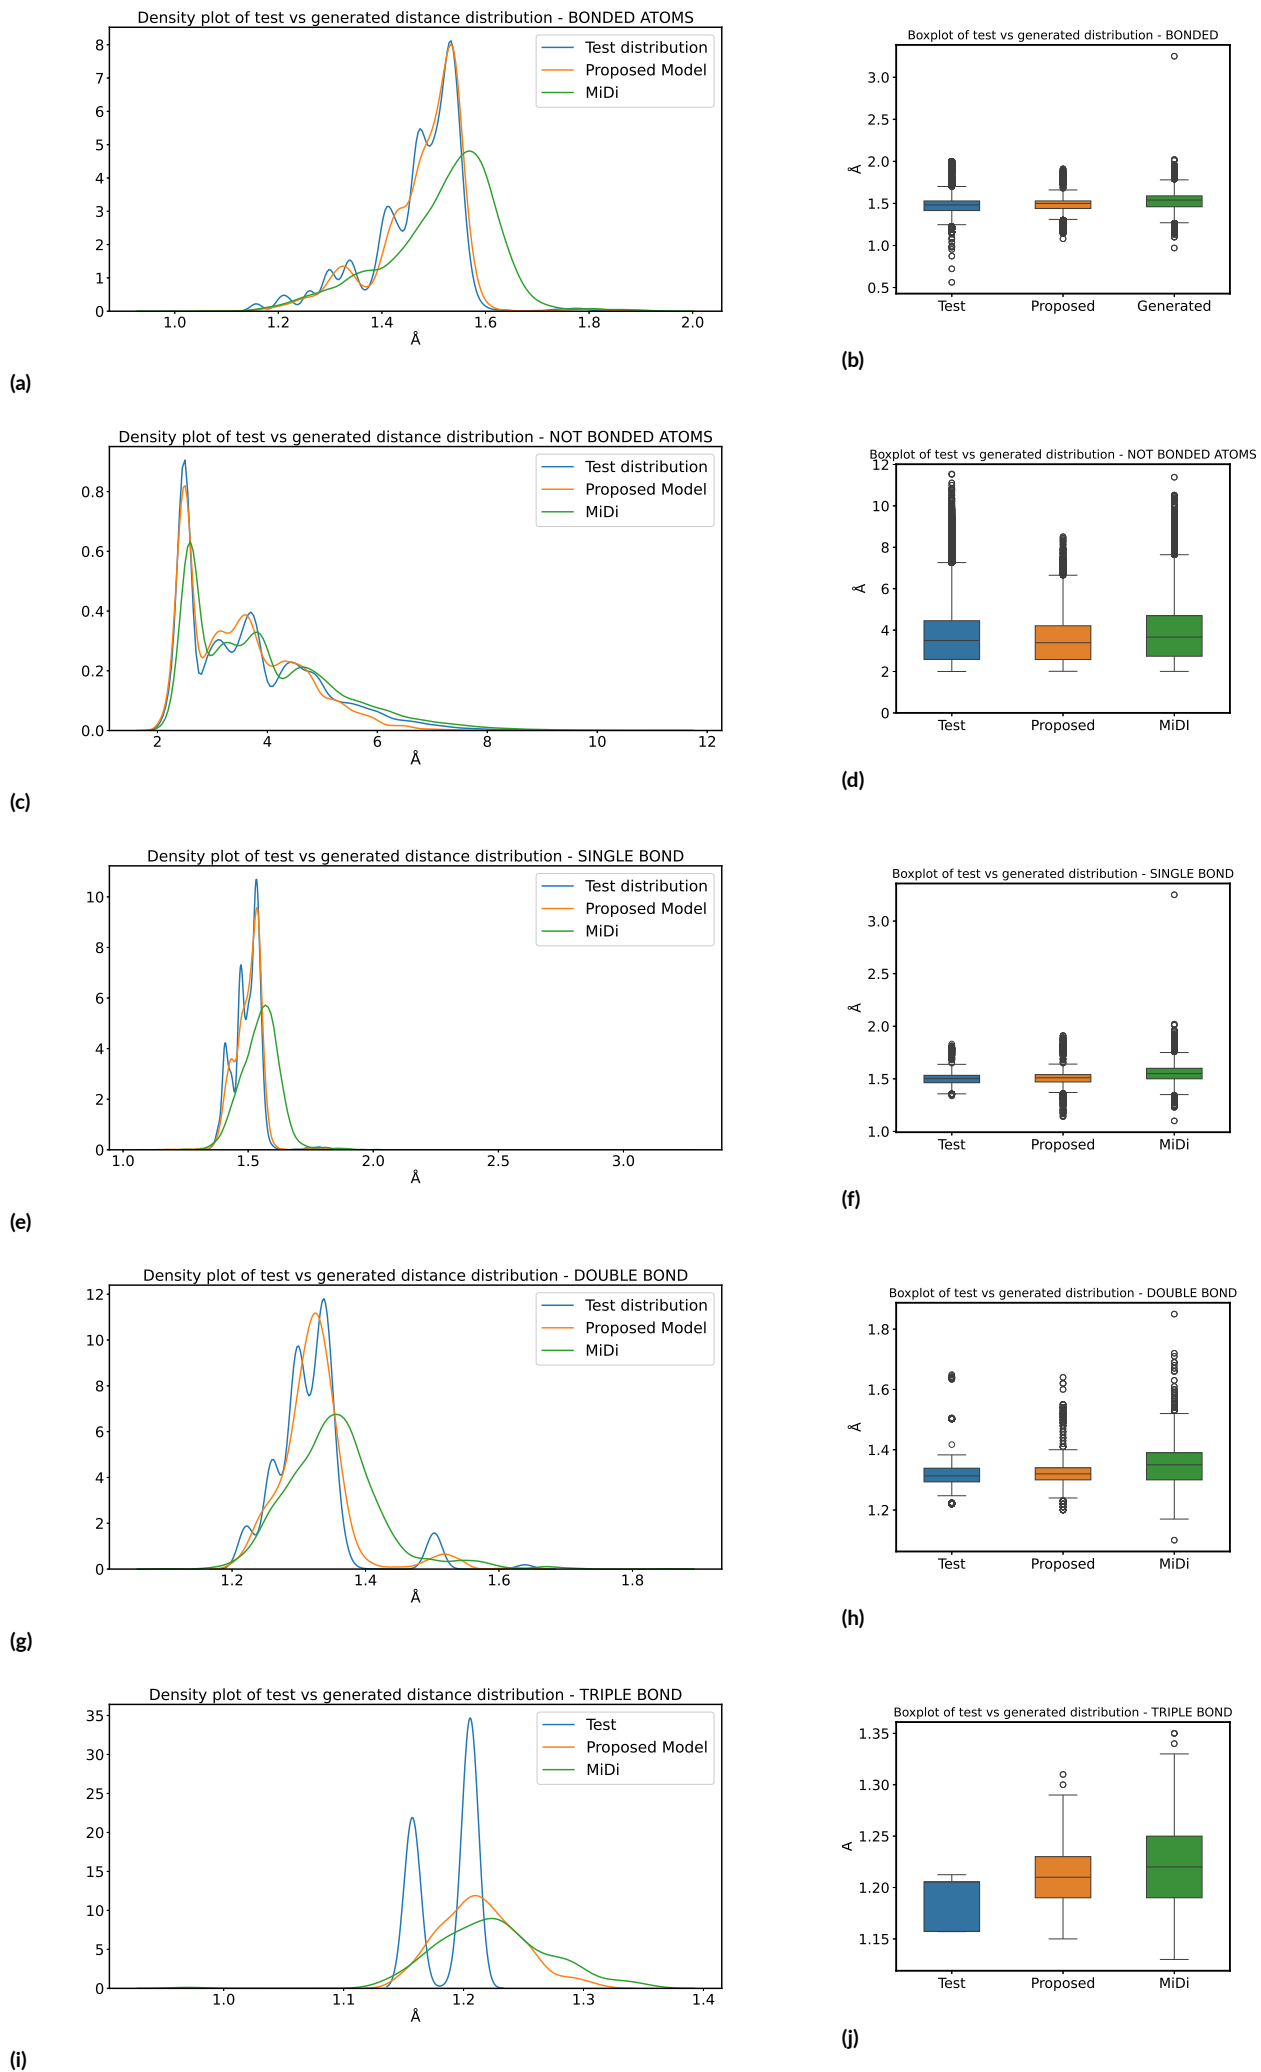 Density plot of test vs generated distance distribution - BONDED ATOMS
8
7
6
5
4
3
2
1
0
Test distribution
Proposed Model
MiDi
1.0 1.2 1.4 1.6 1.8 2.0
Å
(a)
Boxplot of test vs generated distribution - BONDED
3.0
2.5
2.0
1.5
1.0
0.5
Å
Test Proposed Generated
(b)
Density plot of test vs generated distance distribution - NOT BONDED ATOMS
0.8
0.6
0.4
0.2
0.0
Test distribution
Proposed Model
MiDi
2 4 6 8 10 12
Å
(c)
Boxplot of test vs generated distribution - NOT BONDED ATOMS
12
10
8
6
4
2
0
Å
Test Proposed MiDI
(d)
Density plot of test vs generated distance distribution - SINGLE BOND
10
8
6
4
2
0
Test distribution
Proposed Model
MiDi
1.0 1.5 2.0 2.5 3.0
Å
(e)
Boxplot of test vs generated distribution - SINGLE BOND
3.0
2.5
2.0
1.5
1.0
Å
Test Proposed MiDi
(f)
Density plot of test vs generated distance distribution - DOUBLE BOND
12
10
8
6
4
2
0
Test distribution
Proposed Model
MiDi
1.2 1.4 1.6 1.8
Å
(g)
Boxplot of test vs generated distribution - DOUBLE BOND
1.8
1.6
1.4
1.2
Å
Test Proposed MiDi
(h)
Density plot of test vs generated distance distribution - TRIPLE BOND
35
30
25
20
15
10
5
0
Test
Proposed Model
MiDi
1.0 1.1 1.2 1.3 1.4
Å
(i)
Boxplot of test vs generated distribution - TRIPLE BOND
1.35
1.30
1.25
1.20
1.15
A
Test Proposed MiDi
(j)